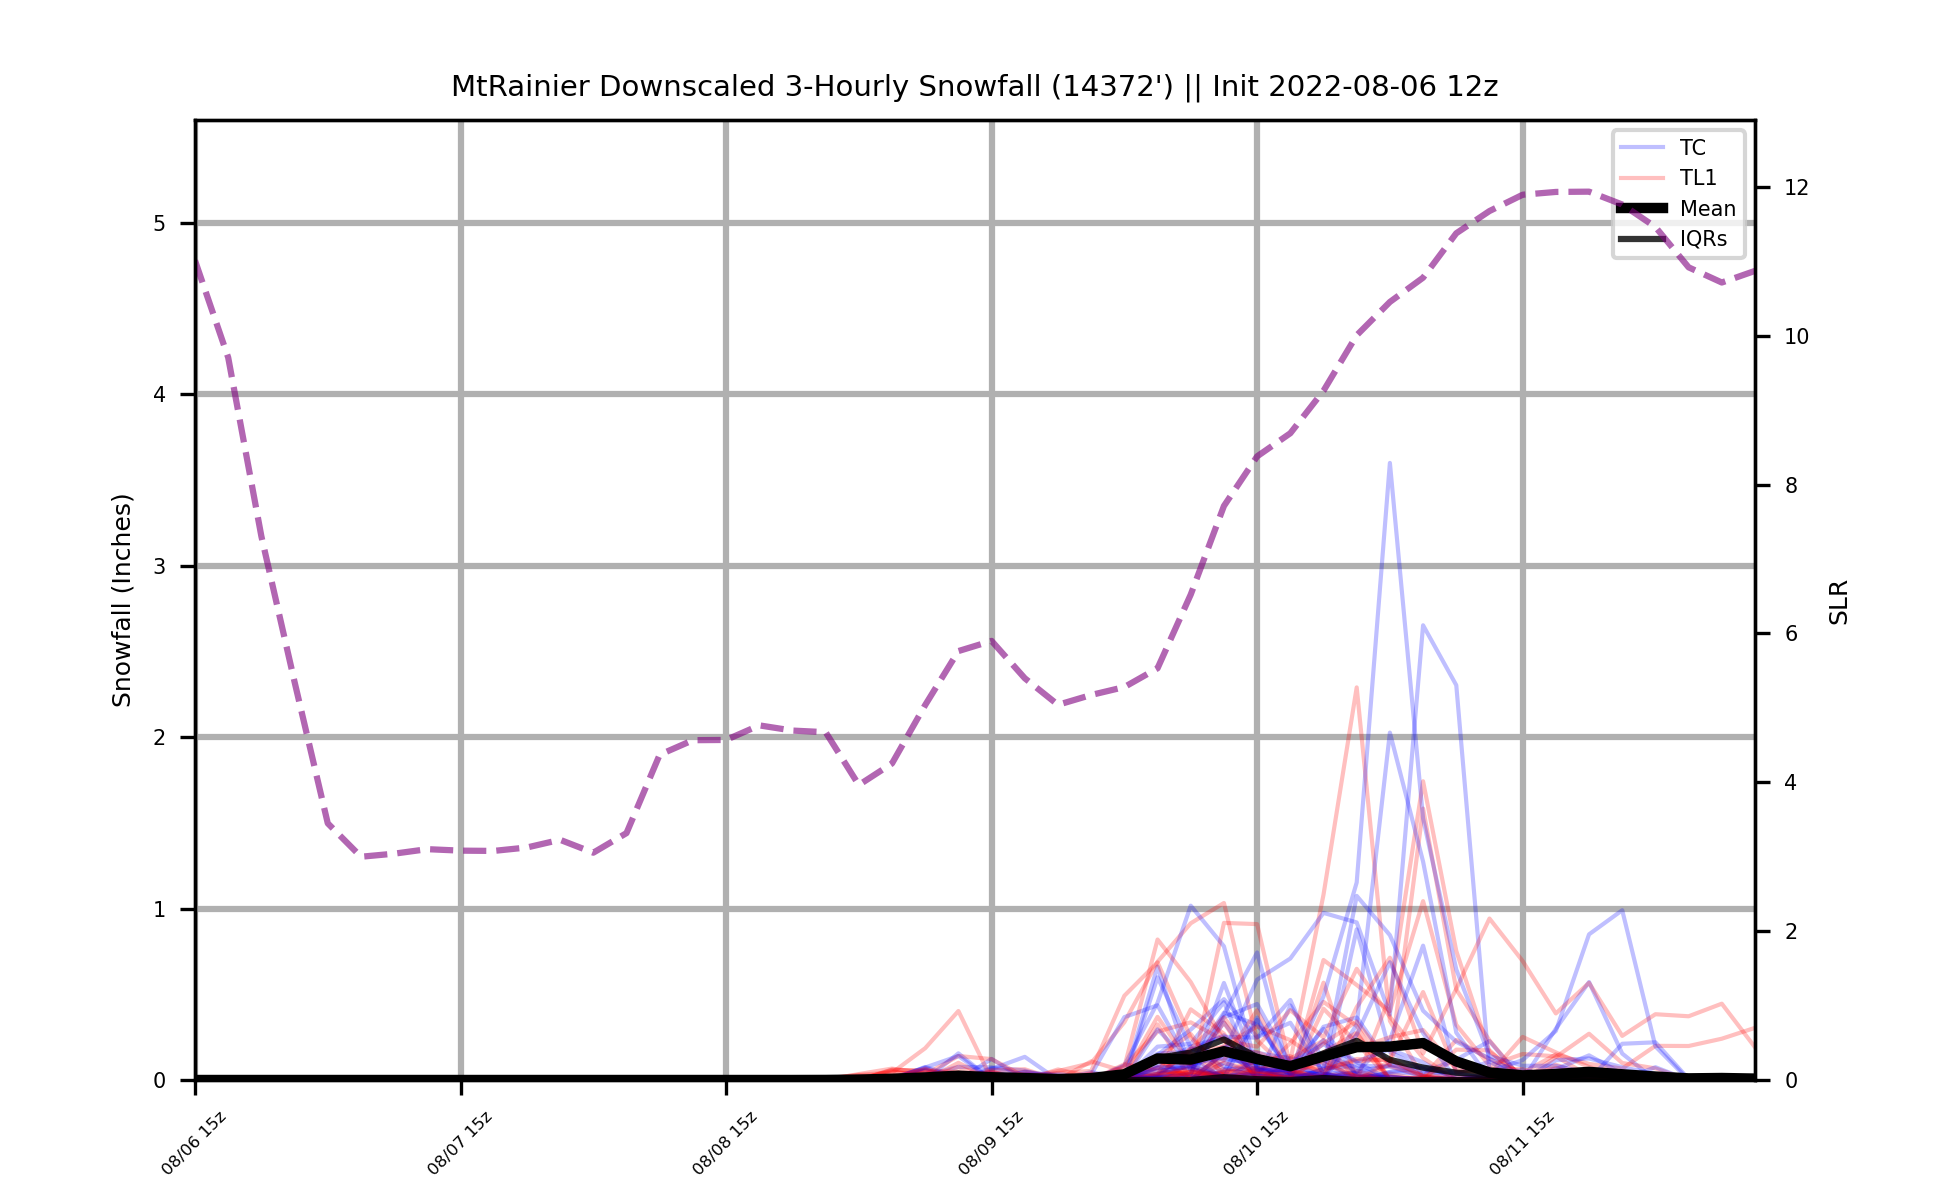 MtRainier Downscaled 3-Hourly Snowfall (14372') || Init 2022-08-06 12z
TC
TL1
Mean
IQRs
Snowfall (Inches)
5
4
3
2
1
0
12
10
8
6
4
2
0
SLR
08/06 15z
08/07 15z
08/08 15z
08/09 15z
08/10 15z
08/11 15z